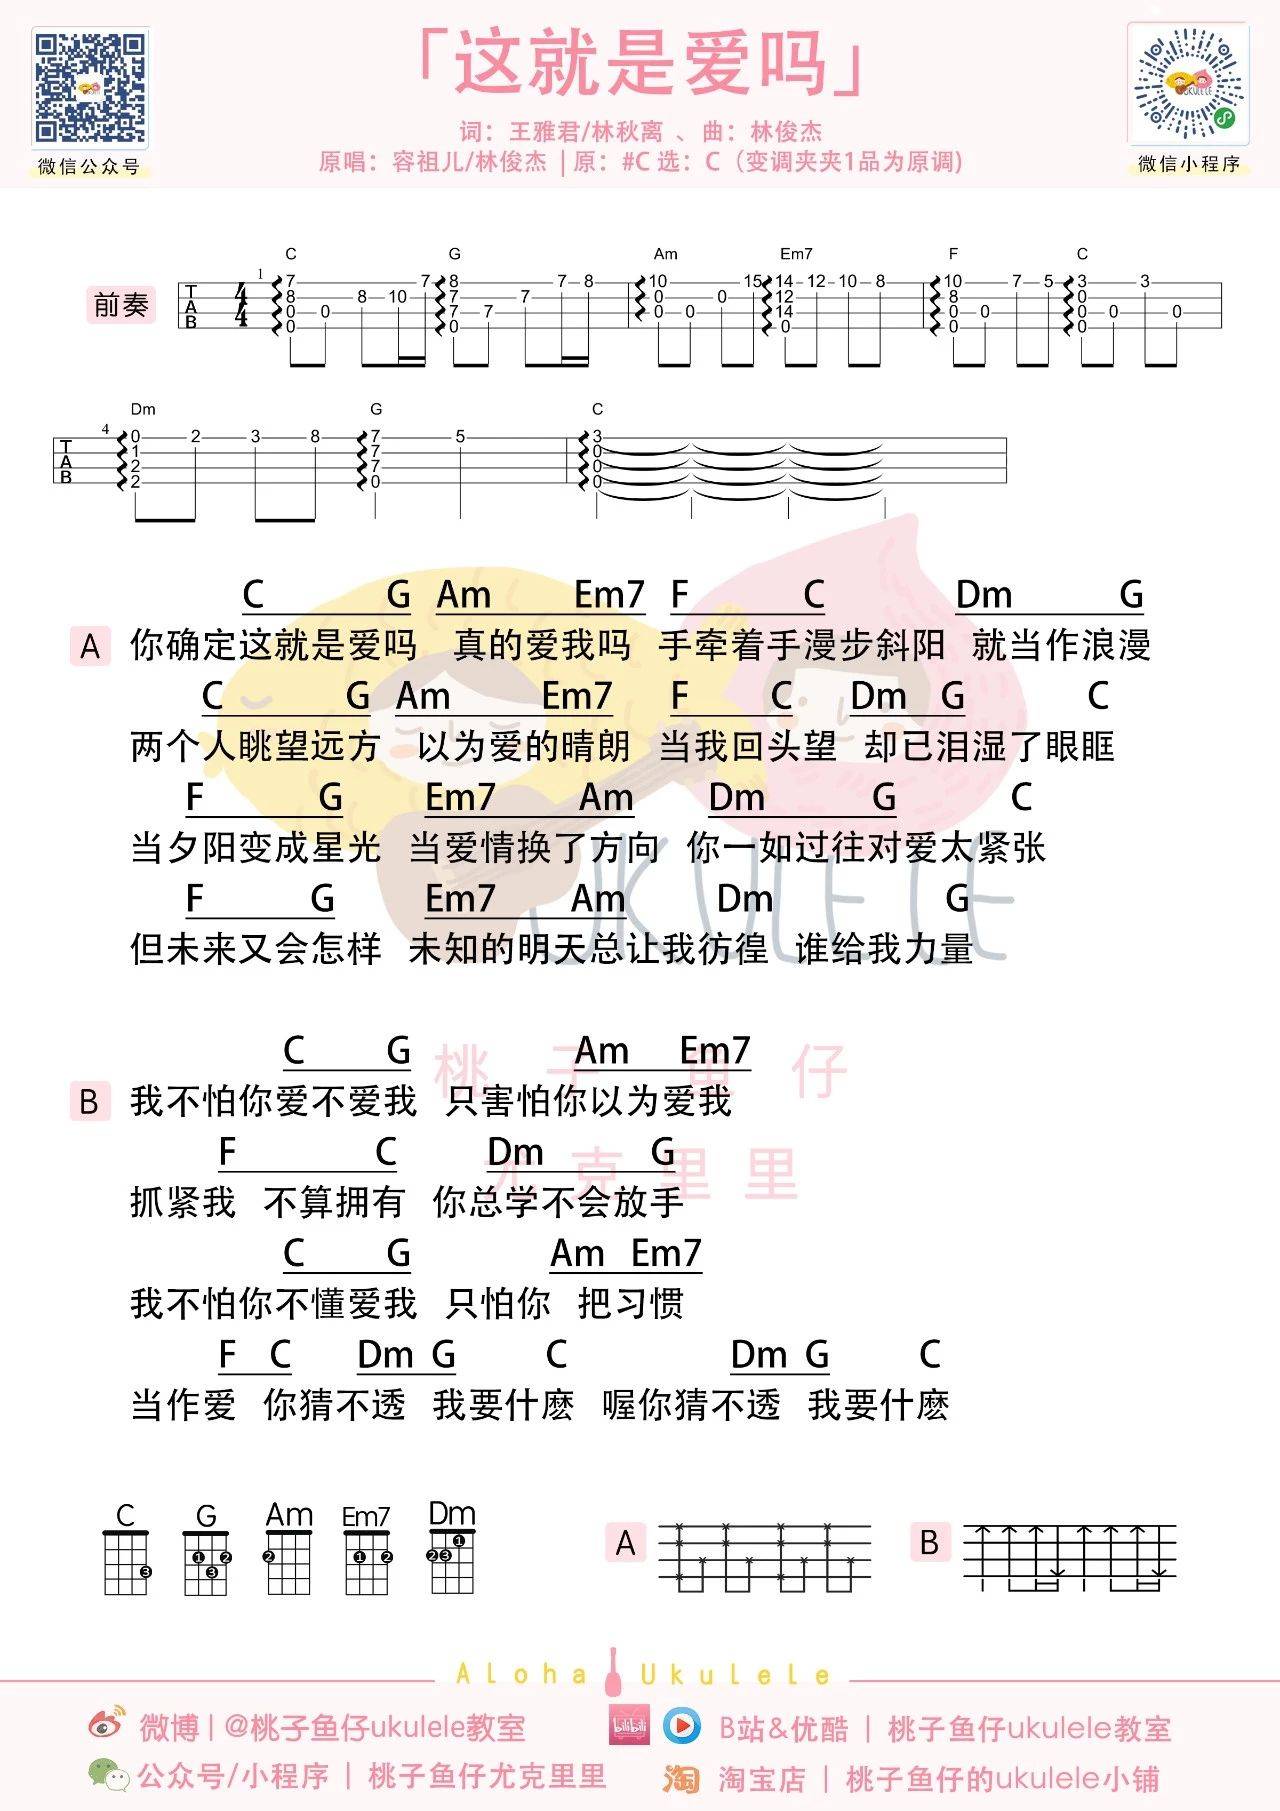 「这就是爱吗」
词：王雅君/林秋离 、曲：林俊杰
原唱：容祖儿/林俊杰 | 原：#C 选：C（变调夹夹1品为原调)
微信公众号
UKULELE
微信小程序
C G Am Em7 F C
前奏
1
TAB 4/4
7 8 0 0 0 8 10 7 8 7 7 0 7 7 7 8 10 0 0 0 0 15 14 12 14 0 12 10 8 10 8 0 0 0 7 5 3 0 0 0 0 3 0
Dm G C
4
TAB
0 1 2 2 2 3 8 7 7 7 0 5 3 0 0 0
C G Am Em7 F C Dm G
A 你确定这就是爱吗 真的爱我吗 手牵着手漫步斜阳 就当作浪漫
C G Am Em7 F C Dm G C
两个人眺望远方 以为爱的晴朗 当我回头望 却已泪湿了眼眶
F G Em7 Am Dm G C
当夕阳变成星光 当爱情换了方向 你一如过往对爱太紧张
F G Em7 Am Dm G
但未来又会怎样 未知的明天总让我彷徨 谁给我力量
UKULELE
C G Am Em7
桃子鱼仔
B 我不怕你爱不爱我 只害怕你以为爱我
F C Dm G
尤克里里
抓紧我 不算拥有 你总学不会放手
C G Am Em7
我不怕你不懂爱我 只怕你 把习惯
F C Dm G C Dm G C
当作爱 你猜不透 我要什麽 喔你猜不透 我要什麽
C G Am Em7 Dm
3 1 2 3 2 1 2 1 2 3
A B
Aloha Ukulele
微博 | @桃子鱼仔ukulele教室
bilibili B站&优酷 | 桃子鱼仔ukulele教室
公众号/小程序 | 桃子鱼仔尤克里里
淘 淘宝店 | 桃子鱼仔的ukulele小铺